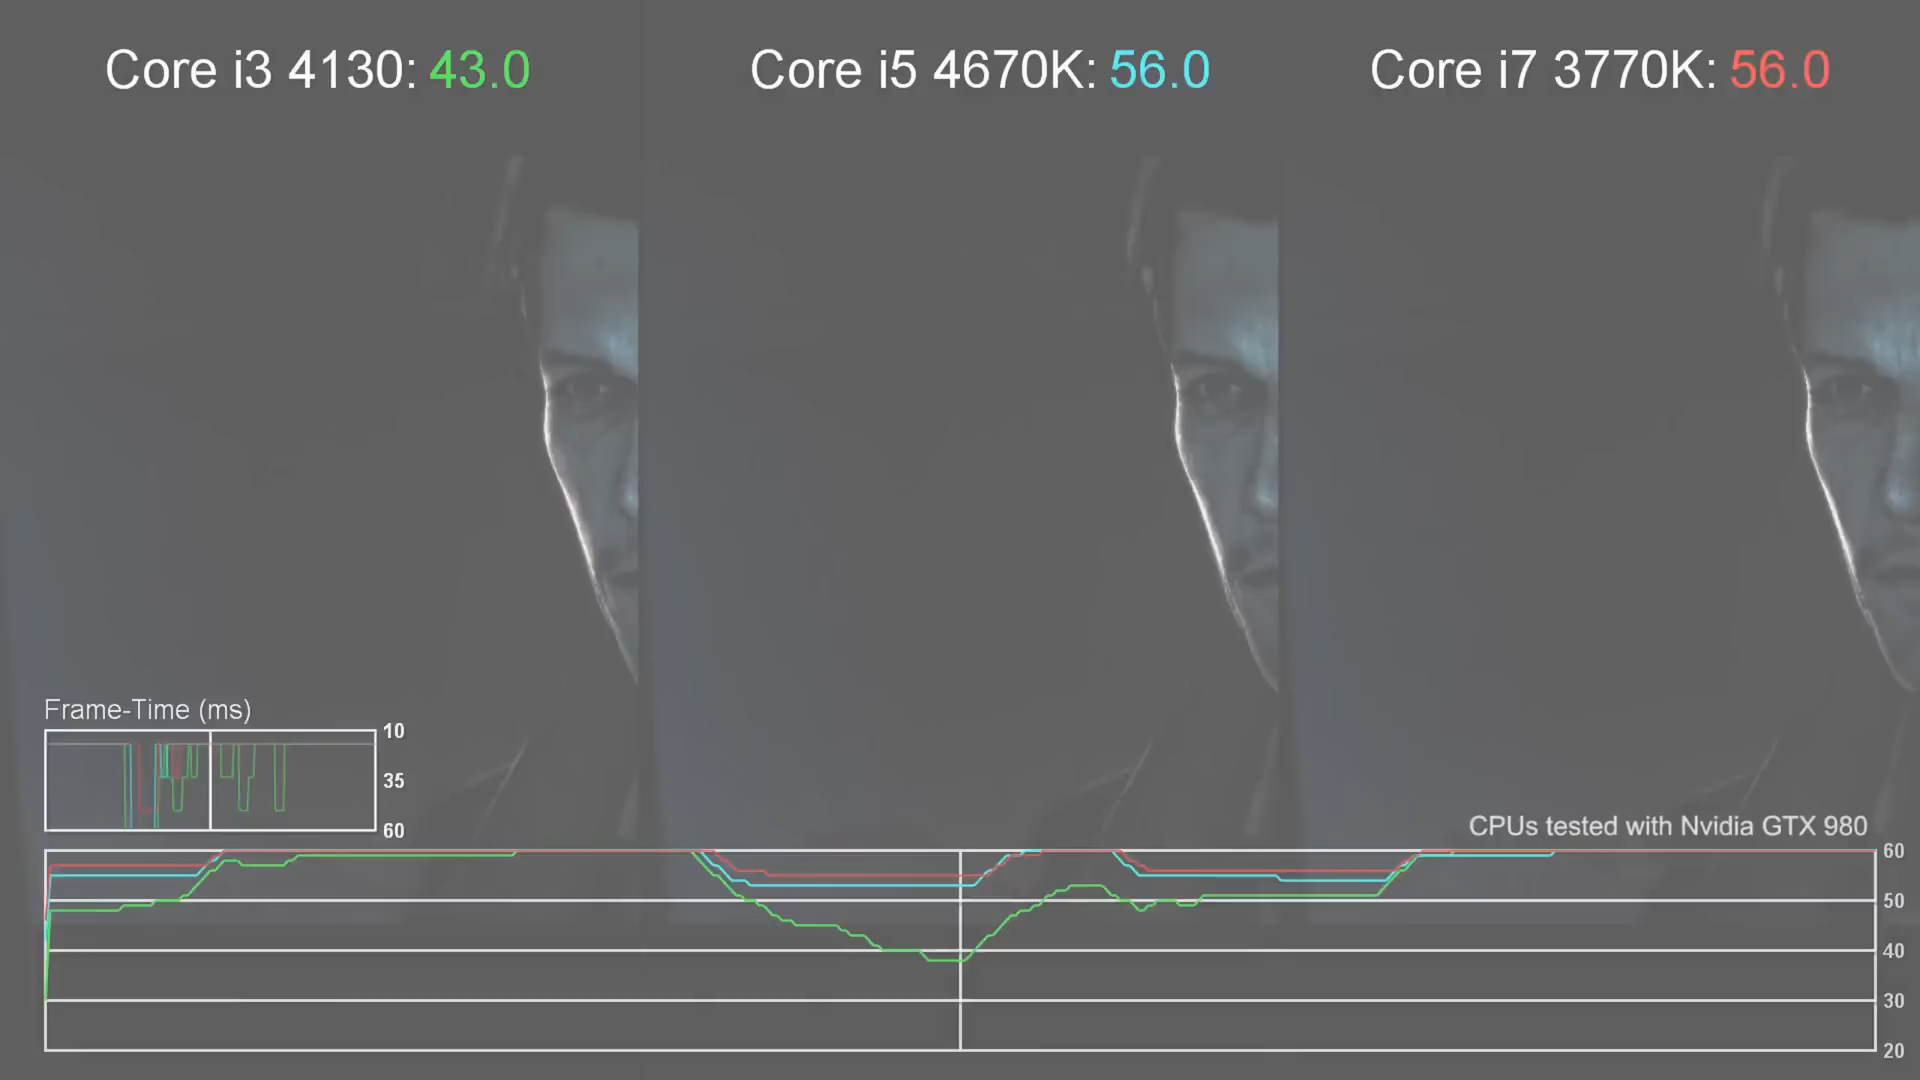 Core i3 4130: 43.0
Core i5 4670K: 56.0
Core i7 3770K: 56.0
Frame-Time (ms)
10
35
60
CPUs tested with Nvidia GTX 980
60
50
40
30
20